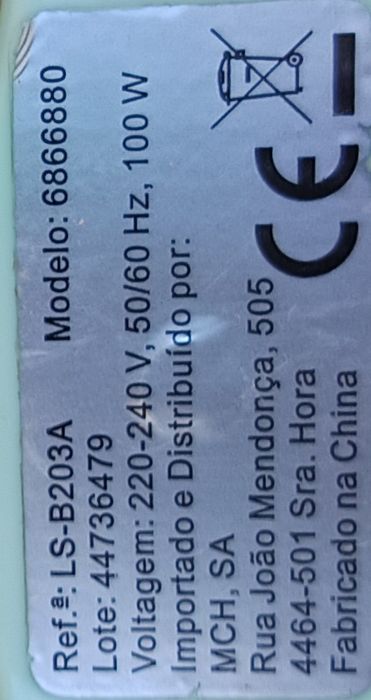 Ref.ª: LS-B203A Modelo: 6866880
Lote: 44736479
Voltagem: 220-240 V, 50/60 Hz, 100 W
Importado e Distribuído por:
MCH, SA
Rua João Mendonça, 505
4464-501 Sra. Hora
Fabricado na China
CE